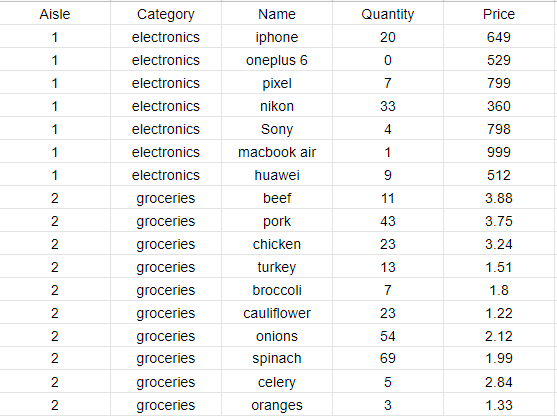 Aisle Category Name Quantity Price
1 electronics iphone 20 649
1 electronics oneplus 6 0 529
1 electronics pixel 7 799
1 electronics nikon 33 360
1 electronics Sony 4 798
1 electronics macbook air 1 999
1 electronics huawei 9 512
2 groceries beef 11 3.88
2 groceries pork 43 3.75
2 groceries chicken 23 3.24
2 groceries turkey 13 1.51
2 groceries broccoli 7 1.8
2 groceries cauliflower 23 1.22
2 groceries onions 54 2.12
2 groceries spinach 69 1.99
2 groceries celery 5 2.84
2 groceries oranges 3 1.33